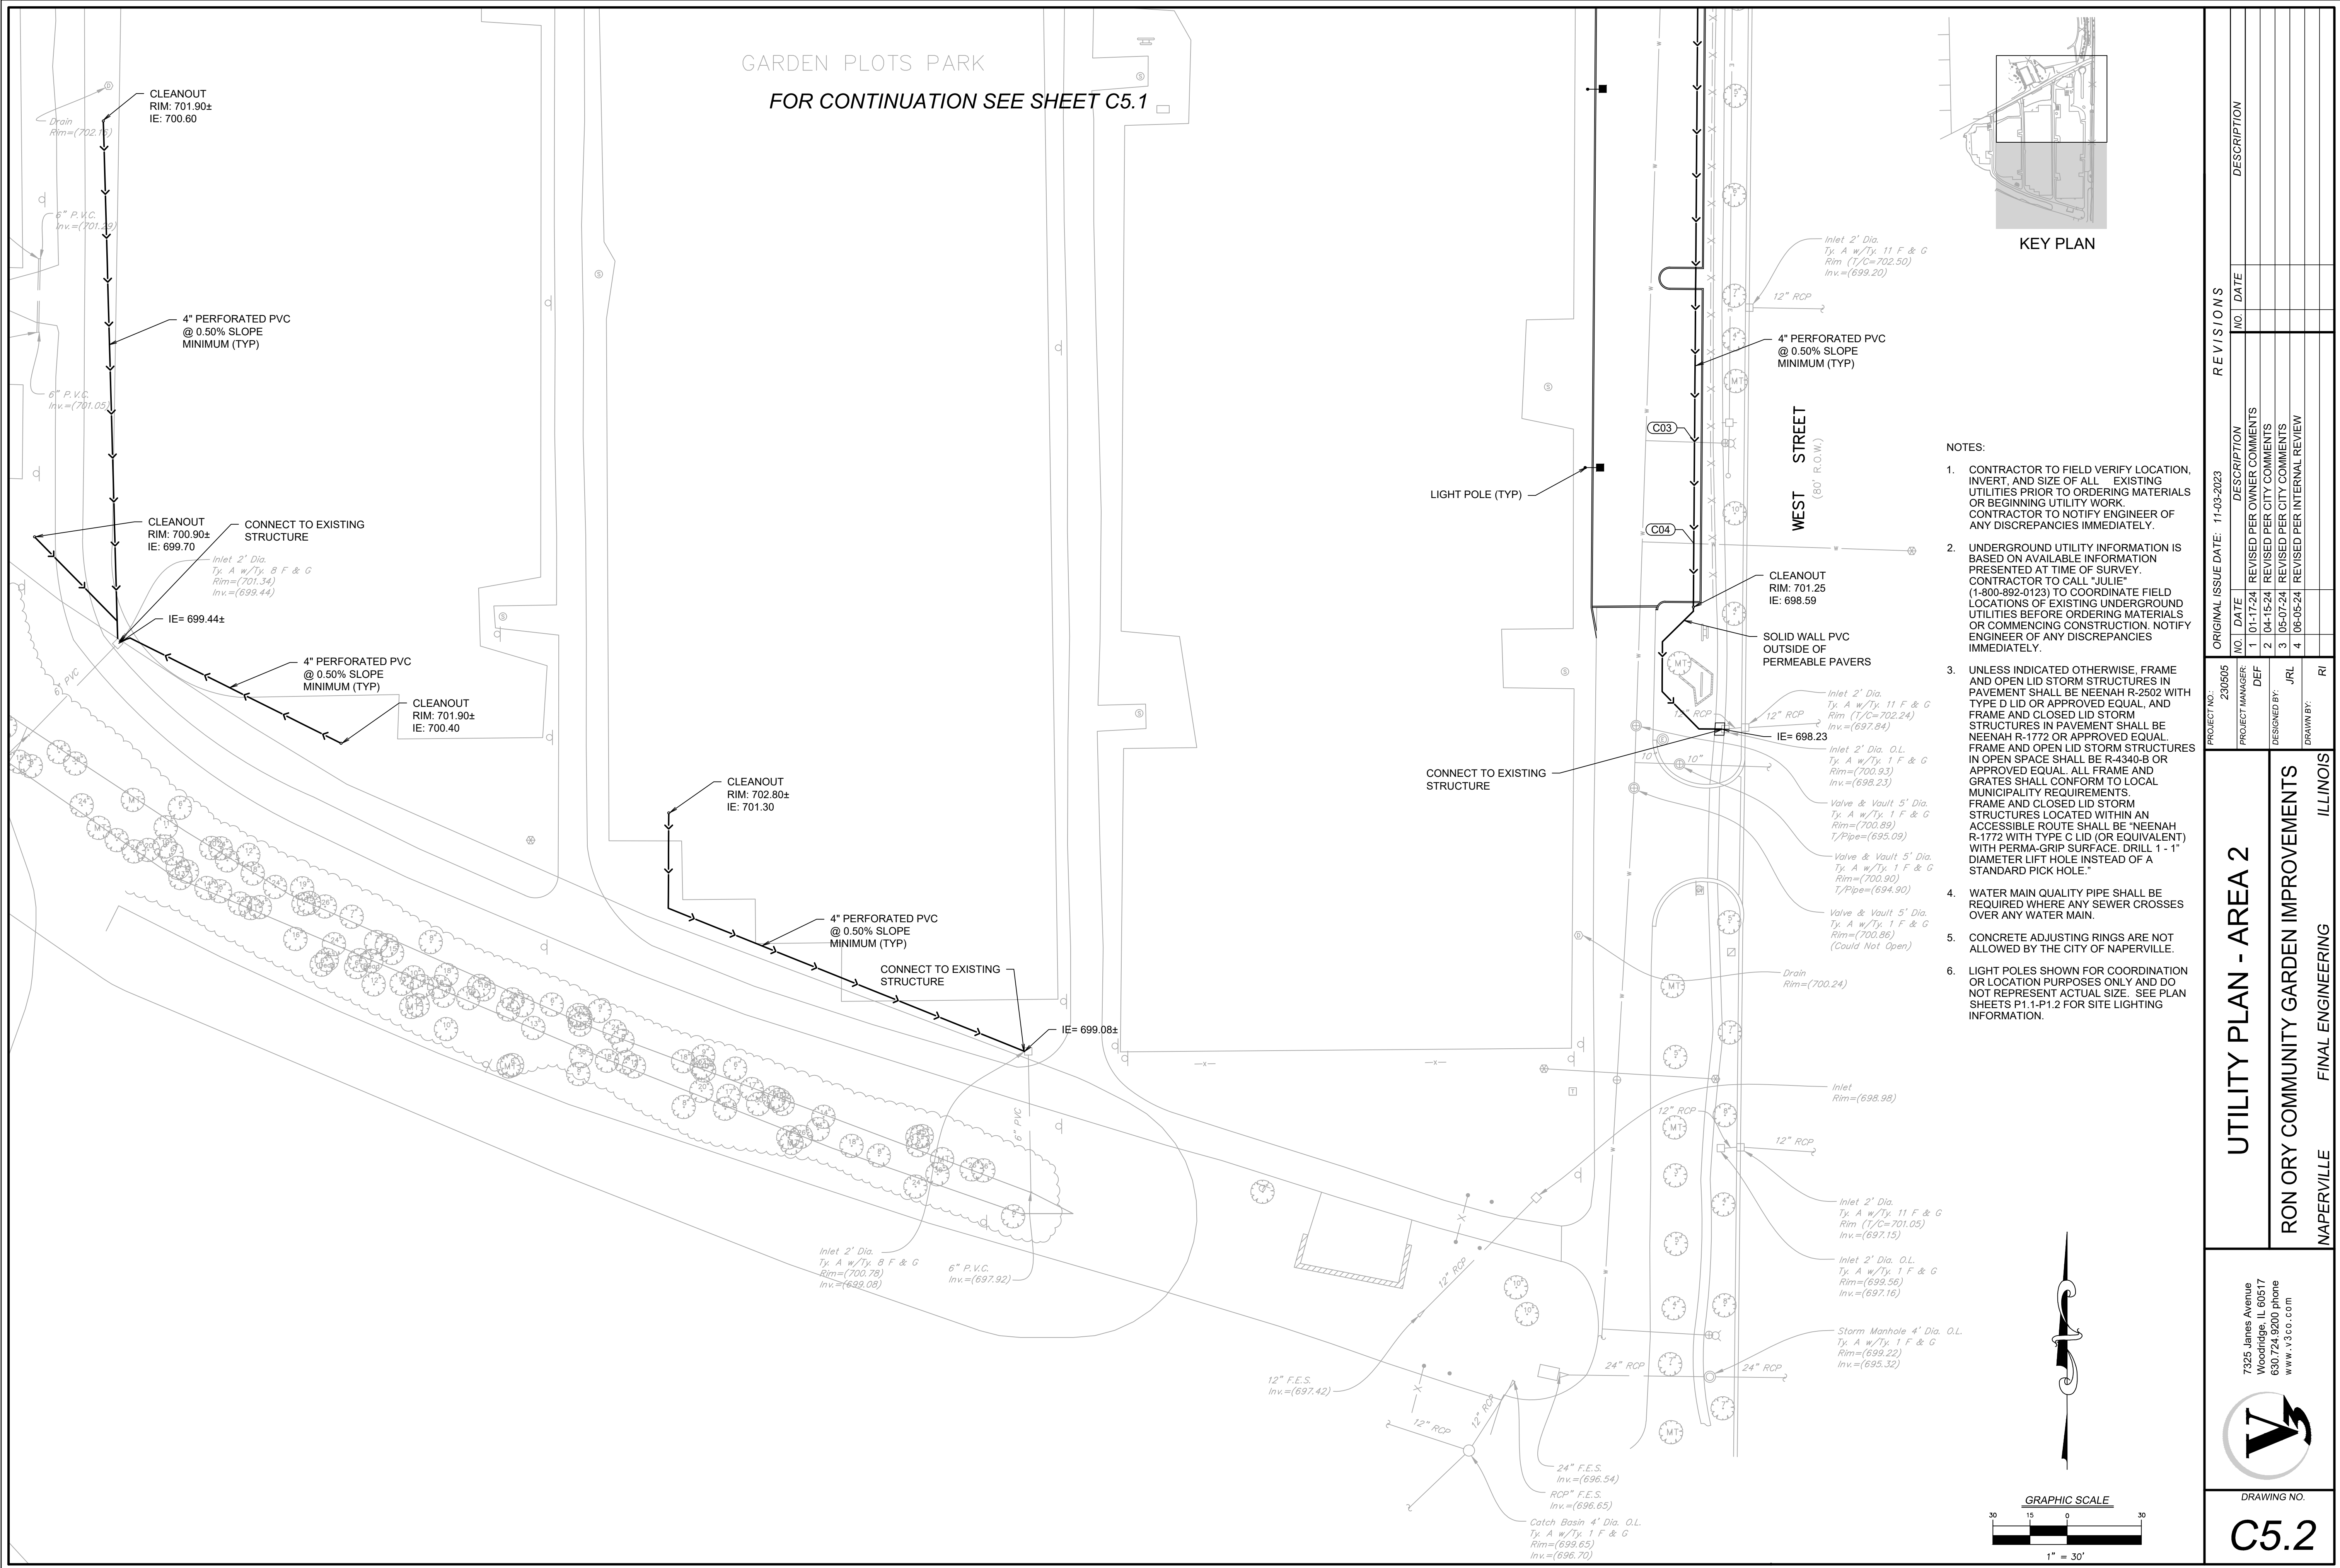 GARDEN PLOTS PARK
FOR CONTINUATION SEE SHEET C5.1
CLEANOUT
RIM: 701.90±
IE: 700.60
Drain
6" P.V.C.
Inv.=(701.29)
4" PERFORATED PVC
@ 0.50% SLOPE
MINIMUM (TYP)
6" P.V.C.
Inv.=(701.05)
CLEANOUT
RIM: 700.90±
IE: 699.70
CONNECT TO EXISTING
STRUCTURE
Inlet 2' Dia.
Ty. A w/Ty. 8 F & G
Rim=(701.34)
Inv.=(699.44)
IE= 699.44±
6" PVC
4" PERFORATED PVC
@ 0.50% SLOPE
MINIMUM (TYP)
CLEANOUT
RIM: 701.90±
IE: 700.40
CLEANOUT
RIM: 702.80±
IE: 701.30
4" PERFORATED PVC
@ 0.50% SLOPE
MINIMUM (TYP)
CONNECT TO EXISTING
STRUCTURE
IE= 699.08±
6" PVC
Inlet 2' Dia.
Ty. A w/Ty. 8 F & G
Rim=(700.78)
Inv.=(699.08)
6" P.V.C.
Inv.=(697.92)
Inlet 2' Dia.
Ty. A w/Ty. 11 F & G
Rim (T/C=702.50)
Inv.=(699.20)
12" RCP
4" PERFORATED PVC
@ 0.50% SLOPE
MINIMUM (TYP)
C03
LIGHT POLE (TYP)
C04
WEST STREET
(80' R.O.W.)
CLEANOUT
RIM: 701.25
IE: 698.59
SOLID WALL PVC
OUTSIDE OF
PERMEABLE PAVERS
Inlet 2' Dia.
Ty. A w/Ty. 11 F & G
Rim (T/C=702.24)
Inv.=(697.84)
12" RCP
12" RCP
IE= 698.23
Inlet 2' Dia. O.L.
Ty. A w/Ty. 1 F & G
Rim=(700.93)
Inv.=(698.23)
10"
10"
CONNECT TO EXISTING
STRUCTURE
Valve & Vault 5' Dia.
Ty. A w/Ty. 1 F & G
Rim=(700.89)
T/Pipe=(695.09)
Valve & Vault 5' Dia.
Ty. A w/Ty. 1 F & G
Rim=(700.90)
T/Pipe=(694.90)
Valve & Vault 5' Dia.
Ty. A w/Ty. 1 F & G
Rim=(700.86)
(Could Not Open)
Drain
Rim=(700.24)
Inlet
Rim=(698.98)
12" RCP
12" RCP
Inlet 2' Dia.
Ty. A w/Ty. 11 F & G
Rim (T/C=701.05)
Inv.=(697.15)
Inlet 2' Dia. O.L.
Ty. A w/Ty. 1 F & G
Rim=(699.56)
Inv.=(697.16)
Storm Manhole 4' Dia. O.L.
Ty. A w/Ty. 1 F & G
Rim=(699.22)
Inv.=(695.32)
24" RCP
24" RCP
12" RCP
12" F.E.S.
Inv.=(697.42)
12" RCP
12" RCP
24" F.E.S.
Inv.=(696.54)
RCP" F.E.S.
Inv.=(696.65)
Catch Basin 4' Dia. O.L.
Ty. A w/Ty. 1 F & G
Rim=(699.65)
Inv.=(696.70)
KEY PLAN
NOTES:
1. CONTRACTOR TO FIELD VERIFY LOCATION,
INVERT, AND SIZE OF ALL EXISTING
UTILITIES PRIOR TO ORDERING MATERIALS
OR BEGINNING UTILITY WORK.
CONTRACTOR TO NOTIFY ENGINEER OF
ANY DISCREPANCIES IMMEDIATELY.
2. UNDERGROUND UTILITY INFORMATION IS
BASED ON AVAILABLE INFORMATION
PRESENTED AT TIME OF SURVEY.
CONTRACTOR TO CALL "JULIE"
(1-800-892-0123) TO COORDINATE FIELD
LOCATIONS OF EXISTING UNDERGROUND
UTILITIES BEFORE ORDERING MATERIALS
OR COMMENCING CONSTRUCTION. NOTIFY
ENGINEER OF ANY DISCREPANCIES
IMMEDIATELY.
3. UNLESS INDICATED OTHERWISE, FRAME
AND OPEN LID STORM STRUCTURES IN
PAVEMENT SHALL BE NEENAH R-2502 WITH
TYPE D LID OR APPROVED EQUAL, AND
FRAME AND CLOSED LID STORM
STRUCTURES IN PAVEMENT SHALL BE
NEENAH R-1772 OR APPROVED EQUAL.
FRAME AND OPEN LID STORM STRUCTURES
IN OPEN SPACE SHALL BE R-4340-B OR
APPROVED EQUAL. ALL FRAME AND
GRATES SHALL CONFORM TO LOCAL
MUNICIPALITY REQUIREMENTS.
FRAME AND CLOSED LID STORM
STRUCTURES LOCATED WITHIN AN
ACCESSIBLE ROUTE SHALL BE "NEENAH
R-1772 WITH TYPE C LID (OR EQUIVALENT)
WITH PERMA-GRIP SURFACE. DRILL 1 - 1"
DIAMETER LIFT HOLE INSTEAD OF A
STANDARD PICK HOLE."
4. WATER MAIN QUALITY PIPE SHALL BE
REQUIRED WHERE ANY SEWER CROSSES
OVER ANY WATER MAIN.
5. CONCRETE ADJUSTING RINGS ARE NOT
ALLOWED BY THE CITY OF NAPERVILLE.
6. LIGHT POLES SHOWN FOR COORDINATION
OR LOCATION PURPOSES ONLY AND DO
NOT REPRESENT ACTUAL SIZE. SEE PLAN
SHEETS P1.1-P1.2 FOR SITE LIGHTING
INFORMATION.
GRAPHIC SCALE
30 15 0 30
1" = 30'
ORIGINAL ISSUE DATE: 11-03-2023 REVISIONS
NO. DATE DESCRIPTION NO. DATE DESCRIPTION
1 01-17-24 REVISED PER OWNER COMMENTS
2 04-15-24 REVISED PER CITY COMMENTS
3 05-07-24 REVISED PER CITY COMMENTS
4 06-05-24 REVISED PER INTERNAL REVIEW
PROJECT NO.:
230505
PROJECT MANAGER:
DEF
DESIGNED BY:
JRL
DRAWN BY:
RI
UTILITY PLAN - AREA 2
RON ORY COMMUNITY GARDEN IMPROVEMENTS
NAPERVILLE FINAL ENGINEERING ILLINOIS
7325 Janes Avenue
Woodridge, IL 60517
630.724.9200 phone
www.v3co.com
V3
DRAWING NO.
C5.2